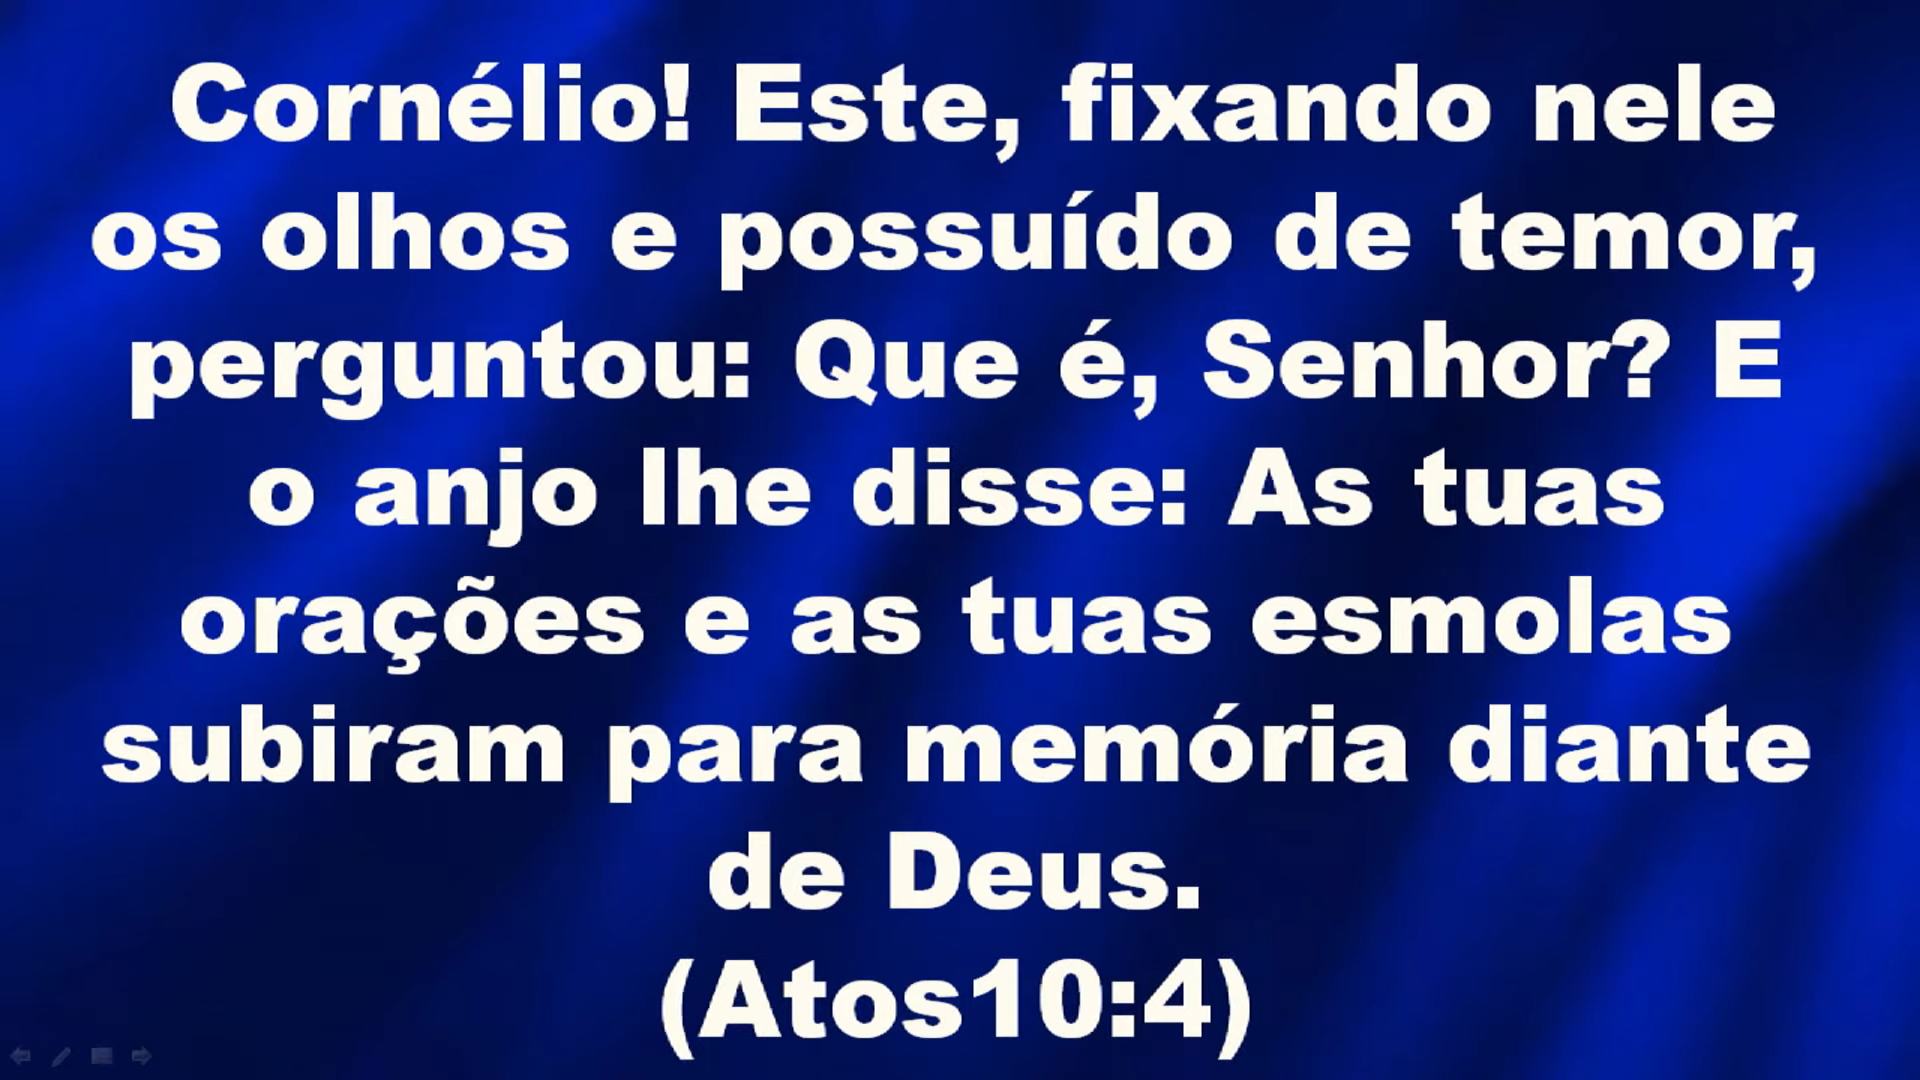 Cornélio! Este, fixando nele
os olhos e possuído de temor,
perguntou: Que é, Senhor? E
o anjo lhe disse: As tuas
orações e as tuas esmolas
subiram para memória diante
de Deus.
(Atos10:4)